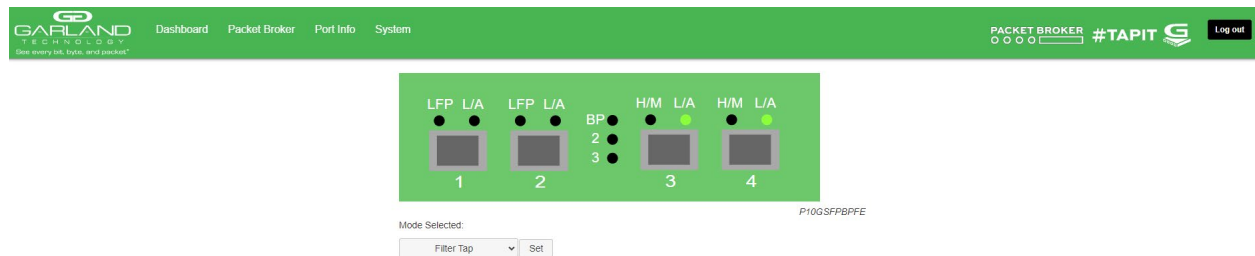 GARLAND
TECHNOLOGY
See every bit, byte, and packet®
Dashboard Packet Broker Port Info System
PACKET BROKER
#TAPIT
Log out
LFP L/A LFP L/A H/M L/A H/M L/A
BP
2
3
1 2 3 4
P10GSFPBPFE
Mode Selected:
Filter Tap Set